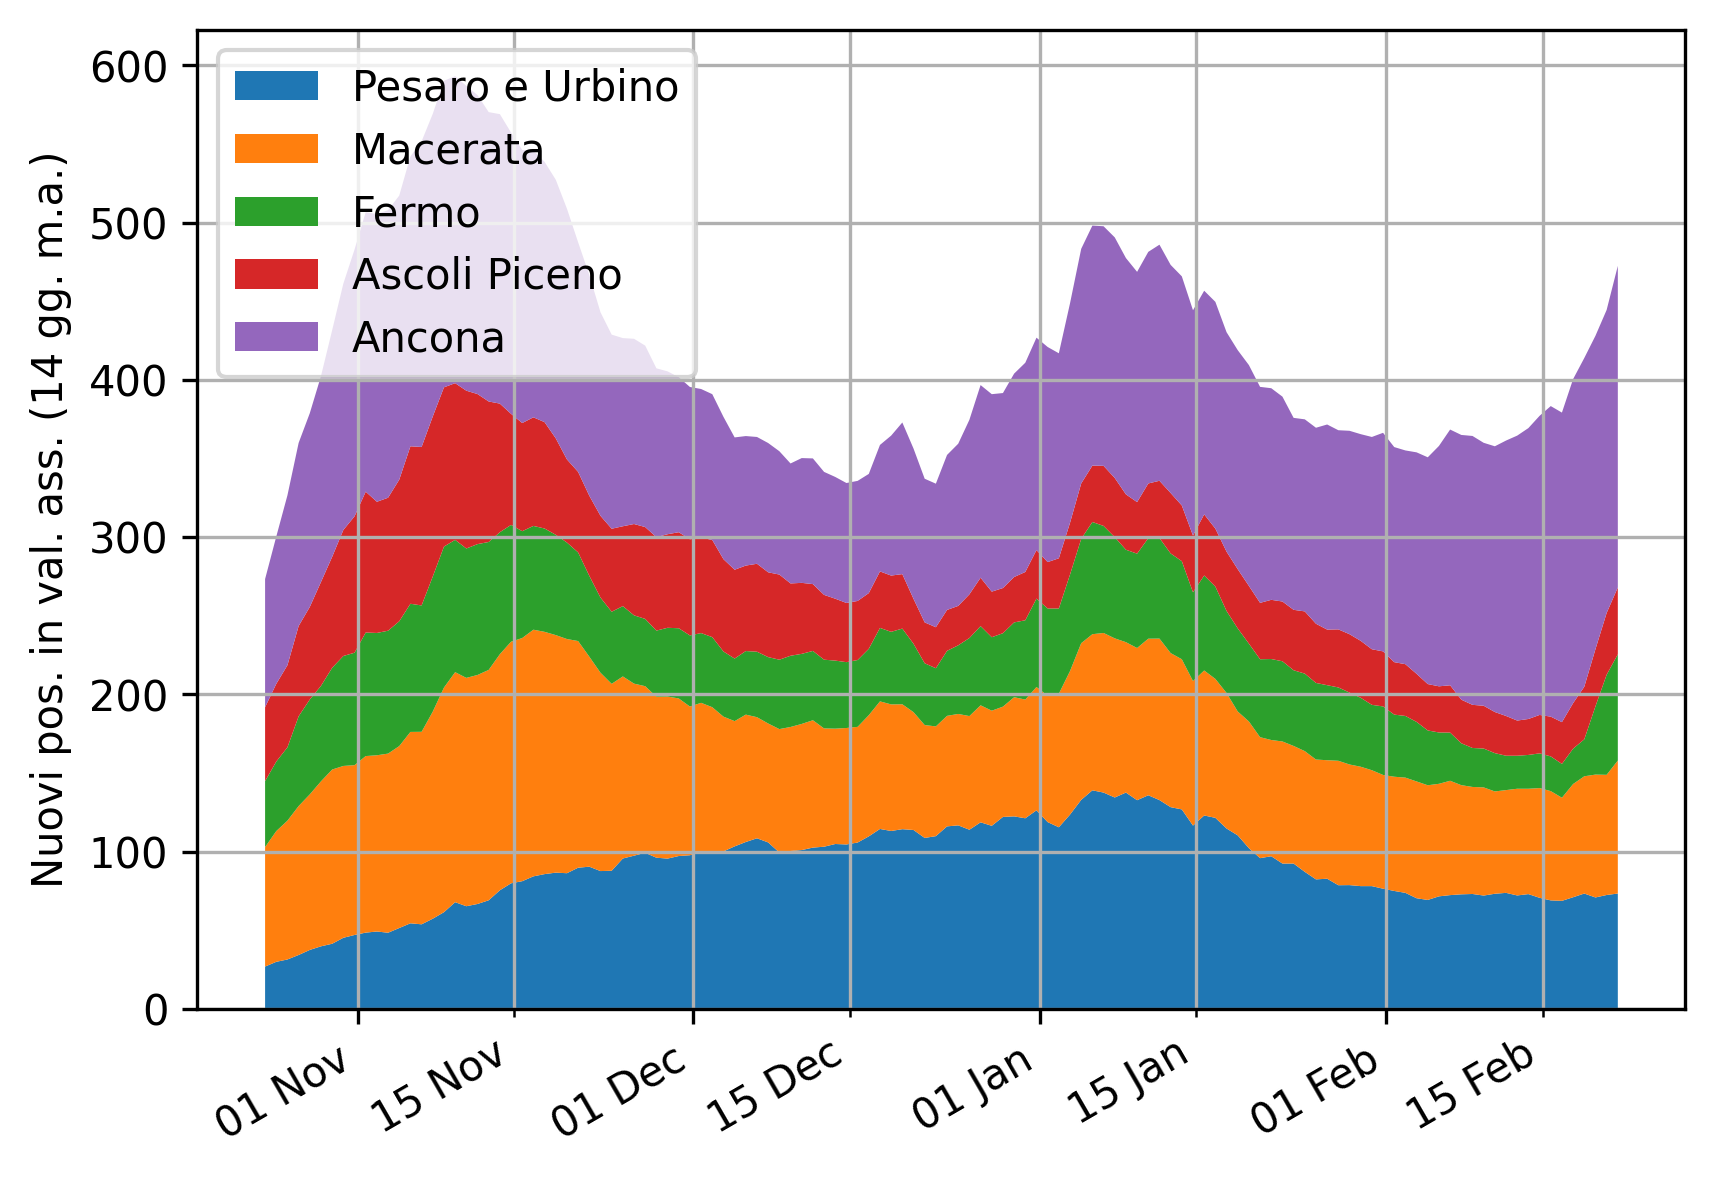 Nuovi pos. in val. ass. (14 gg. m.a.)
600
500
400
300
200
100
0
Pesaro e Urbino
Macerata
Fermo
Ascoli Piceno
Ancona
01 Nov
15 Nov
01 Dec
15 Dec
01 Jan
15 Jan
01 Feb
15 Feb